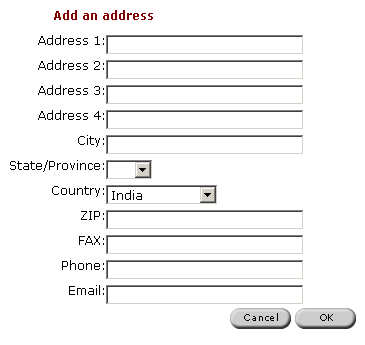 Add an address
Address 1:
Address 2:
Address 3:
Address 4:
City:
State/Province:
Country: India
ZIP:
FAX:
Phone:
Email:
Cancel OK